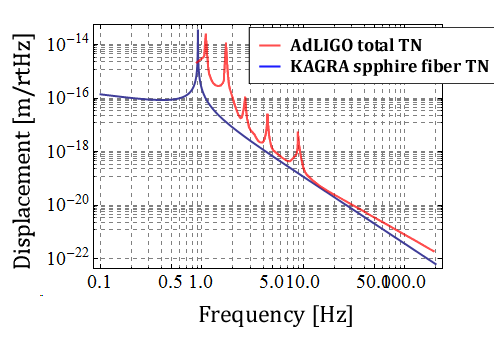 AdLIGO total TN
KAGRA spphire fiber TN
Displacement [m/rtHz]
10⁻¹⁴
10⁻¹⁶
10⁻¹⁸
10⁻²⁰
10⁻²²
0.1 0.5 1.0 5.0 10.0 50.0 100.0
Frequency [Hz]